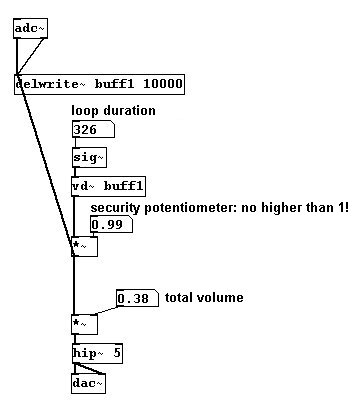 adc~
delwrite~ buff1 10000
loop duration
326
sig~
vd~ buff1
security potentiometer: no higher than 1!
0.99
*~
0.38 total volume
*~
hip~ 5
dac~